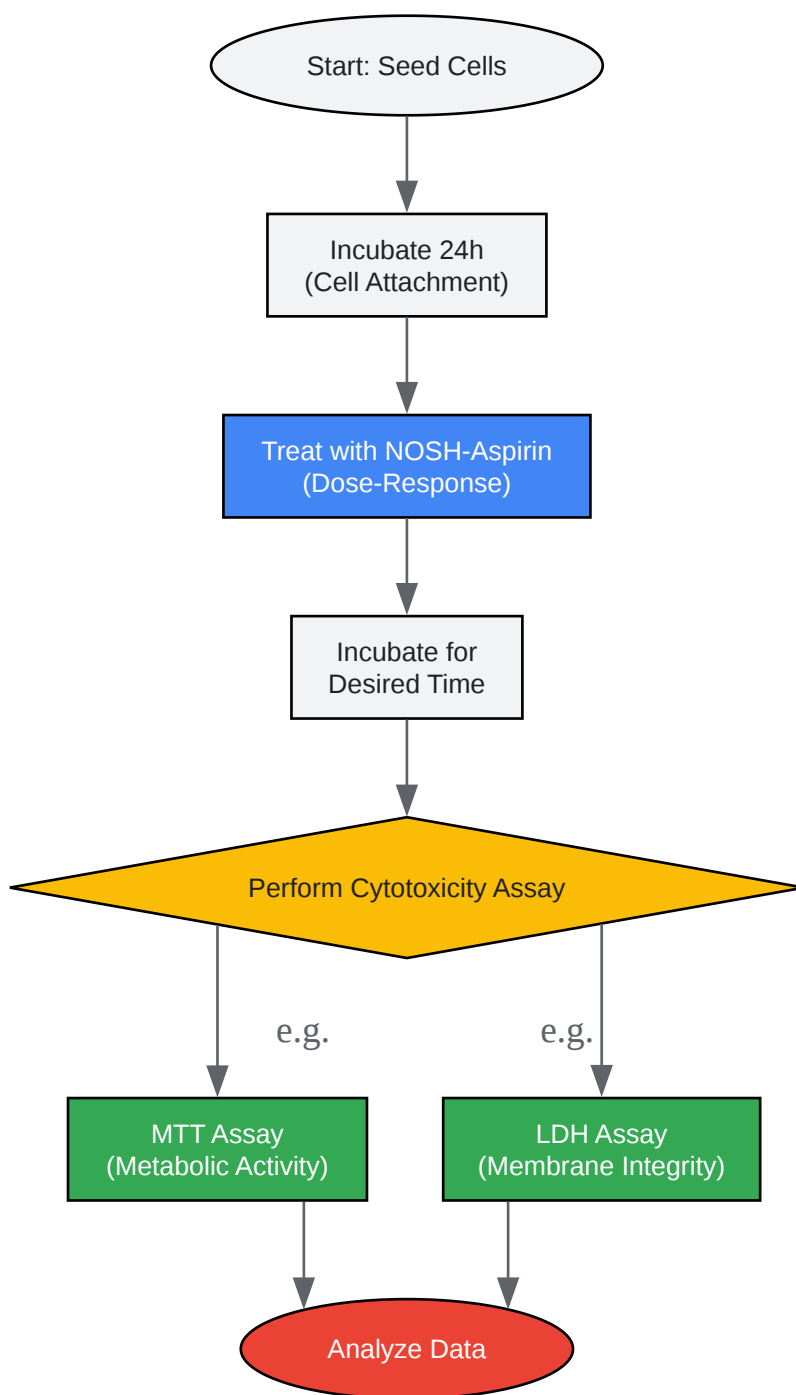 Start: Seed Cells
Incubate 24h
(Cell Attachment)
Treat with NOSH-Aspirin
(Dose-Response)
Incubate for
Desired Time
Perform Cytotoxicity Assay
e.g.
e.g.
MTT Assay
(Metabolic Activity)
LDH Assay
(Membrane Integrity)
Analyze Data